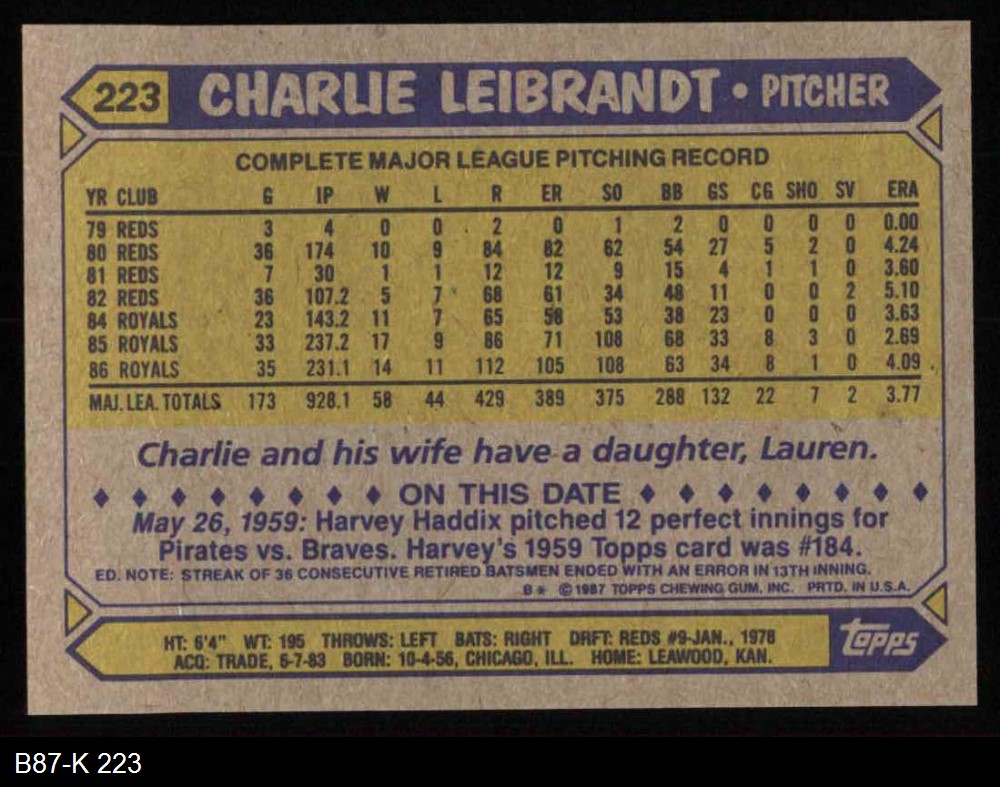 223 CHARLIE LEIBRANDT • PITCHER
COMPLETE MAJOR LEAGUE PITCHING RECORD
YR CLUB G IP W L R ER SO BB GS CG SHO SV ERA
79 REDS 3 4 0 0 2 0 1 2 0 0 0 0 0.00
80 REDS 36 174 10 9 84 82 62 54 27 5 2 0 4.24
81 REDS 7 30 1 1 12 12 9 15 4 1 1 0 3.60
82 REDS 36 107.2 5 7 68 61 34 48 11 0 0 2 5.10
84 ROYALS 23 143.2 11 7 65 58 53 38 23 0 0 0 3.63
85 ROYALS 33 237.2 17 9 86 71 108 68 33 8 3 0 2.69
86 ROYALS 35 231.1 14 11 112 105 108 63 34 8 1 0 4.09
MAJ. LEA. TOTALS 173 928.1 58 44 429 389 375 288 132 22 7 2 3.77
Charlie and his wife have a daughter, Lauren.
ON THIS DATE
May 26, 1959: Harvey Haddix pitched 12 perfect innings for
Pirates vs. Braves. Harvey's 1959 Topps card was #184.
ED. NOTE: STREAK OF 36 CONSECUTIVE RETIRED BATSMEN ENDED WITH AN ERROR IN 13TH INNING.
B* © 1987 TOPPS CHEWING GUM, INC. PRTD. IN U.S.A.
HT: 6'4" WT: 195 THROWS: LEFT BATS: RIGHT DRFT: REDS #9-JAN., 1978
ACQ: TRADE, 6-7-83 BORN: 10-4-56, CHICAGO, ILL. HOME: LEAWOOD, KAN.
Topps
B87-K 223